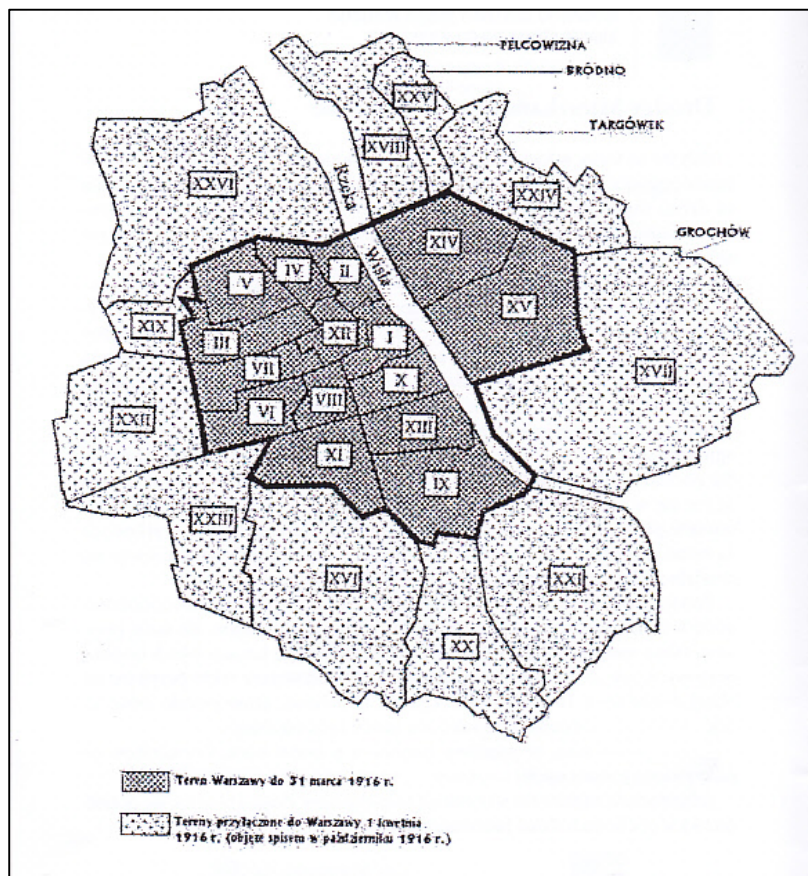 PELCOWIZNA
BRÓDNO
XXV
TARGÓWEK
XVIII
Rzeka
XXVI
XXIV
GROCHÓW
XIV
IV
II
Wisła
V
XV
XIX
III
XII
I
VII
XVII
X
XXII
VI
VIII
XIII
XI
IX
XXIII
XVI
XXI
XX
Teren Warszawy do 31 marca 1916 r.
Tereny przyłączone do Warszawy 1 kwietnia
1916 r. (objęte spisem w październiku 1916 r.)